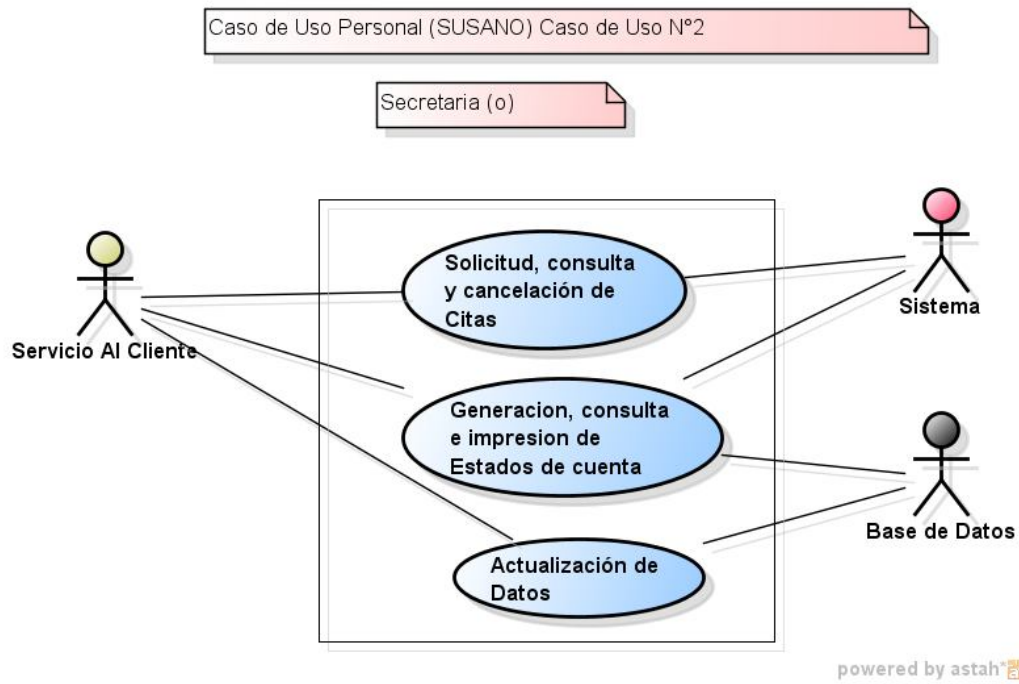 Caso de Uso Personal (SUSANO) Caso de Uso N°2
Secretaria (o)
Solicitud, consulta
y cancelación de
Citas
Sistema
Servicio Al Cliente
Generacion, consulta
e impresion de
Estados de cuenta
Base de Datos
Actualización de
Datos
powered by astah*